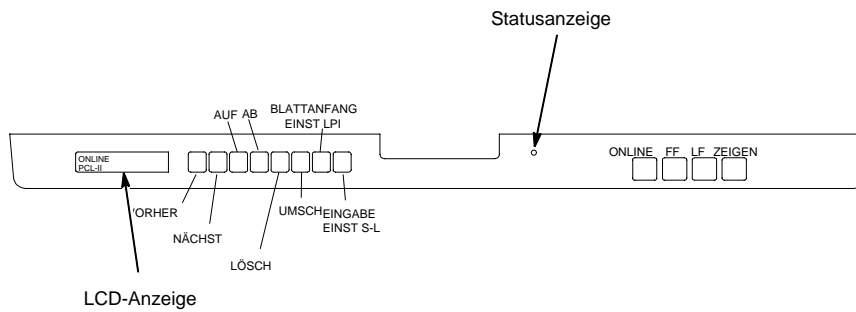 Statusanzeige
AUF AB
BLATTANFANG
EINST LPI
ONLINE
PCL-II
ONLINE FF LF ZEIGEN
VORHER
NÄCHST
LÖSCH
UMSCH
EINGABE
EINST S-L
LCD-Anzeige